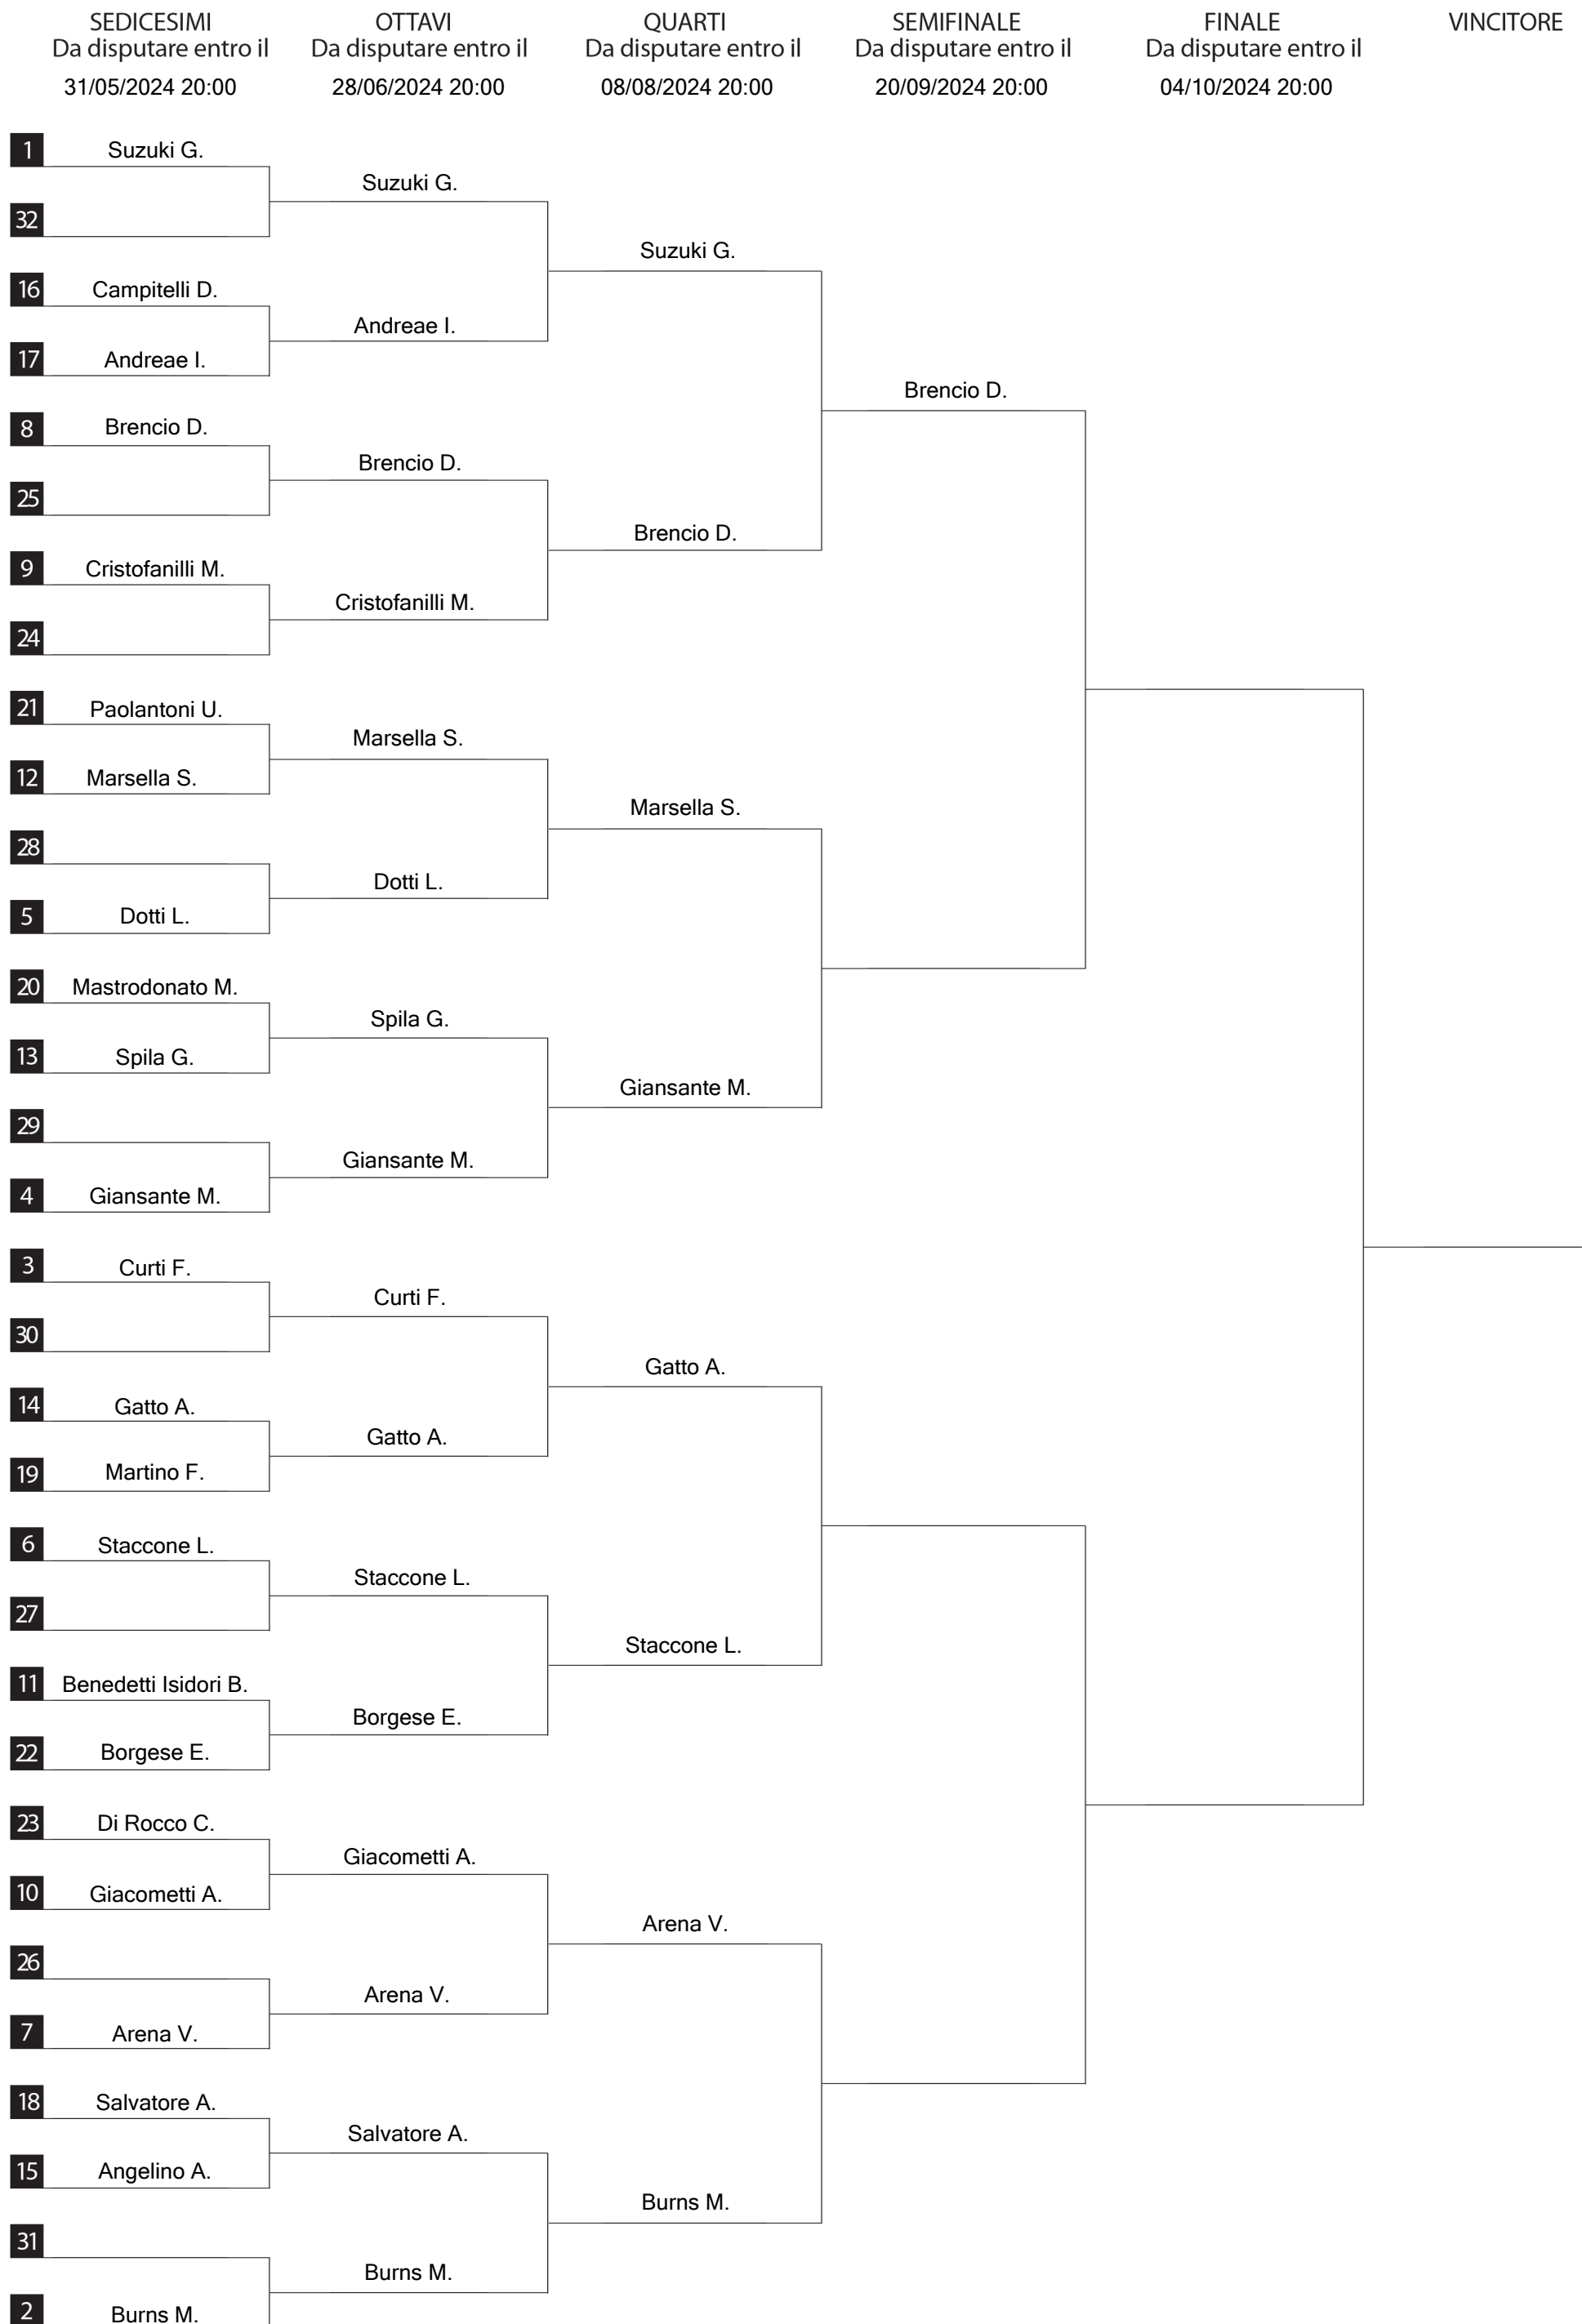 SEDICESIMI
Da disputare entro il
31/05/2024 20:00
OTTAVI
Da disputare entro il
28/06/2024 20:00
QUARTI
Da disputare entro il
08/08/2024 20:00
SEMIFINALE
Da disputare entro il
20/09/2024 20:00
FINALE
Da disputare entro il
04/10/2024 20:00
VINCITORE
1 Suzuki G.
32
16 Campitelli D.
17 Andreae I.
8 Brencio D.
25
9 Cristofanilli M.
24
21 Paolantoni U.
12 Marsella S.
28
5 Dotti L.
20 Mastrodonato M.
13 Spila G.
29
4 Giansante M.
3 Curti F.
30
14 Gatto A.
19 Martino F.
6 Staccone L.
27
11 Benedetti Isidori B.
22 Borgese E.
23 Di Rocco C.
10 Giacometti A.
26
7 Arena V.
18 Salvatore A.
15 Angelino A.
31
2 Burns M.
Suzuki G.
Andreae I.
Brencio D.
Cristofanilli M.
Marsella S.
Dotti L.
Spila G.
Giansante M.
Curti F.
Gatto A.
Staccone L.
Borgese E.
Giacometti A.
Arena V.
Salvatore A.
Burns M.
Suzuki G.
Brencio D.
Marsella S.
Giansante M.
Gatto A.
Staccone L.
Arena V.
Burns M.
Brencio D.